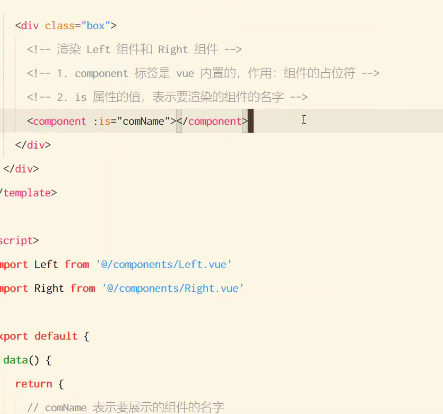 <div class="box">
<!-- 渲染 Left 组件和 Right 组件 -->
<!-- 1. component 标签是 vue 内置的，作用：组件的占位符 -->
<!-- 2. is 属性的值，表示要渲染的组件的名字 -->
<component :is="comName"></component>
</div>
</div>
/template>
script>
mport Left from '@/components/Left.vue'
mport Right from '@/components/Right.vue'
xport default {
data() {
return {
// comName 表示要展示的组件的名字